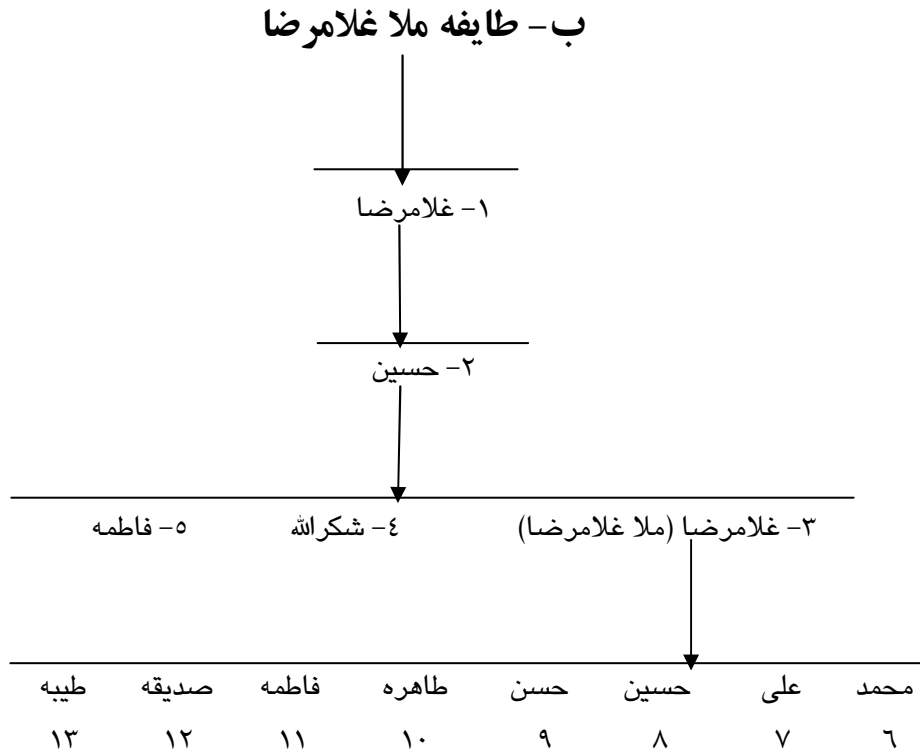 ب- طایفه ملا غلامرضا
۱- غلامرضا
۲- حسین
۳- غلامرضا (ملا غلامرضا) ٤- شکرالله ٥- فاطمه
محمد علی حسین حسن طاهره فاطمه صدیقه طیبه
٦ ۷ ۸ ۹ ۱۰ ۱۱ ۱۲ ۱۳